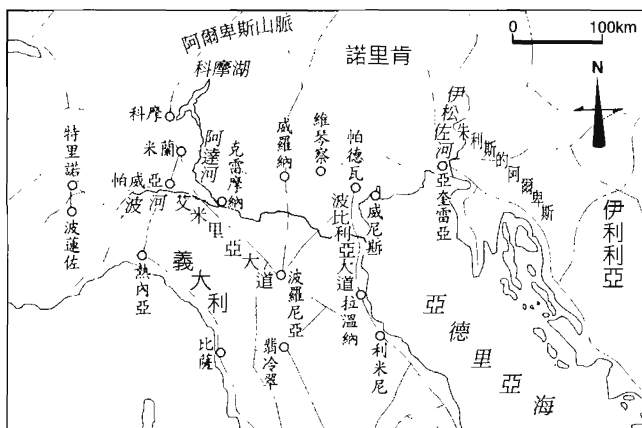 阿爾卑斯山脈
科摩湖
諾里肯
0 100km
N
科摩
米蘭
阿達河
克雷摩納
威羅納
維琴察
帕德瓦
伊松佐河
朱利斯的阿爾卑斯
特里諾
帕威亞
波河
艾米里亞大道
波比利亞大道
威尼斯
亞奎雷亞
伊利利亞
波蓮佐
熱內亞
義大利
波羅尼亞
拉溫納
亞德里亞海
比薩
翡冷翠
利米尼